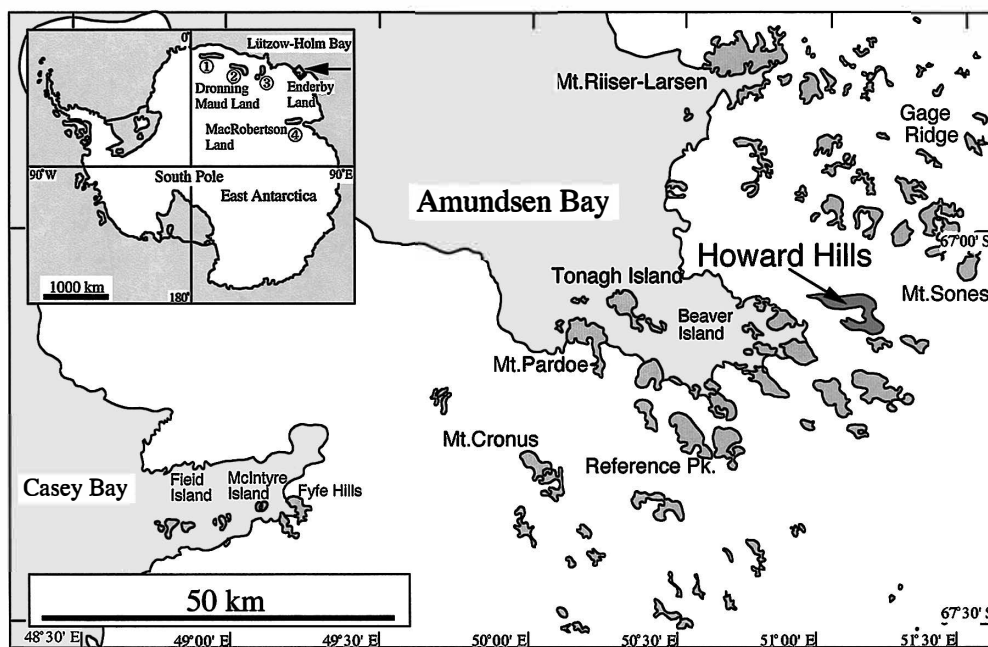 0°
Lützow-Holm Bay
①
②
③
Dronning
Maud Land
Enderby
Land
MacRobertson
Land
④
90°W
South Pole
90°E
East Antarctica
1000 km
180°
Mt.Riiser-Larsen
Gage
Ridge
Amundsen Bay
67°00' S
Howard Hills
Mt.Sones
Tonagh Island
Beaver
Island
Mt.Pardoe
Mt.Cronus
Reference Pk.
Casey Bay
Field
Island
McIntyre
Island
Fyfe Hills
50 km
67°30' S
48°30' E
49°00' E
49°30' E
50°00' E
50°30' E
51°00' E
51°30' E